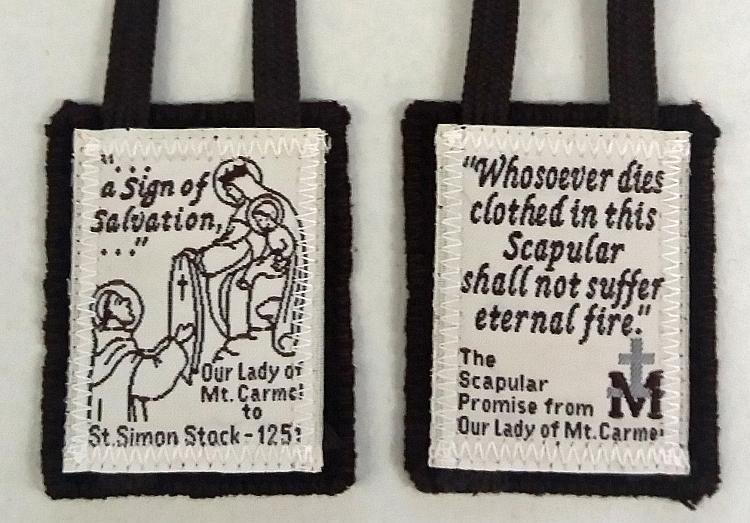 "...
a Sign of
Salvation,
..."
Our Lady of
Mt. Carmel
to
St. Simon Stock - 1251
"Whosoever dies
clothed in this
Scapular
shall not suffer
eternal fire."
The
Scapular
Promise from
Our Lady of Mt. Carmel
M